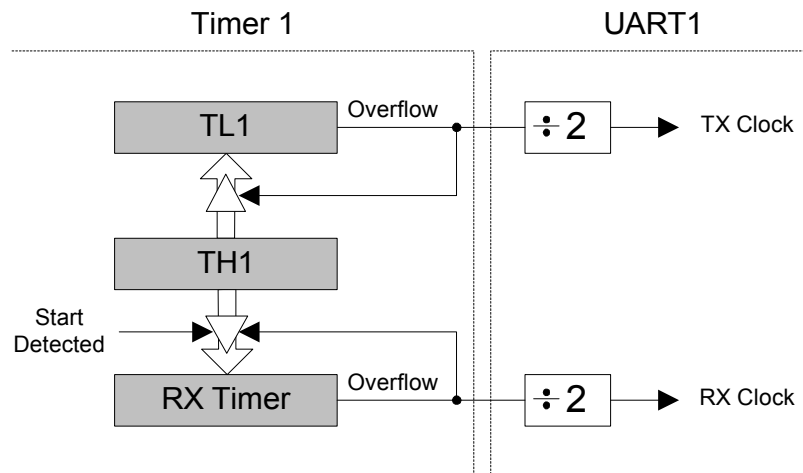 Timer 1
UART1
TL1
Overflow
÷ 2
TX Clock
TH1
Start
Detected
RX Timer
Overflow
÷ 2
RX Clock